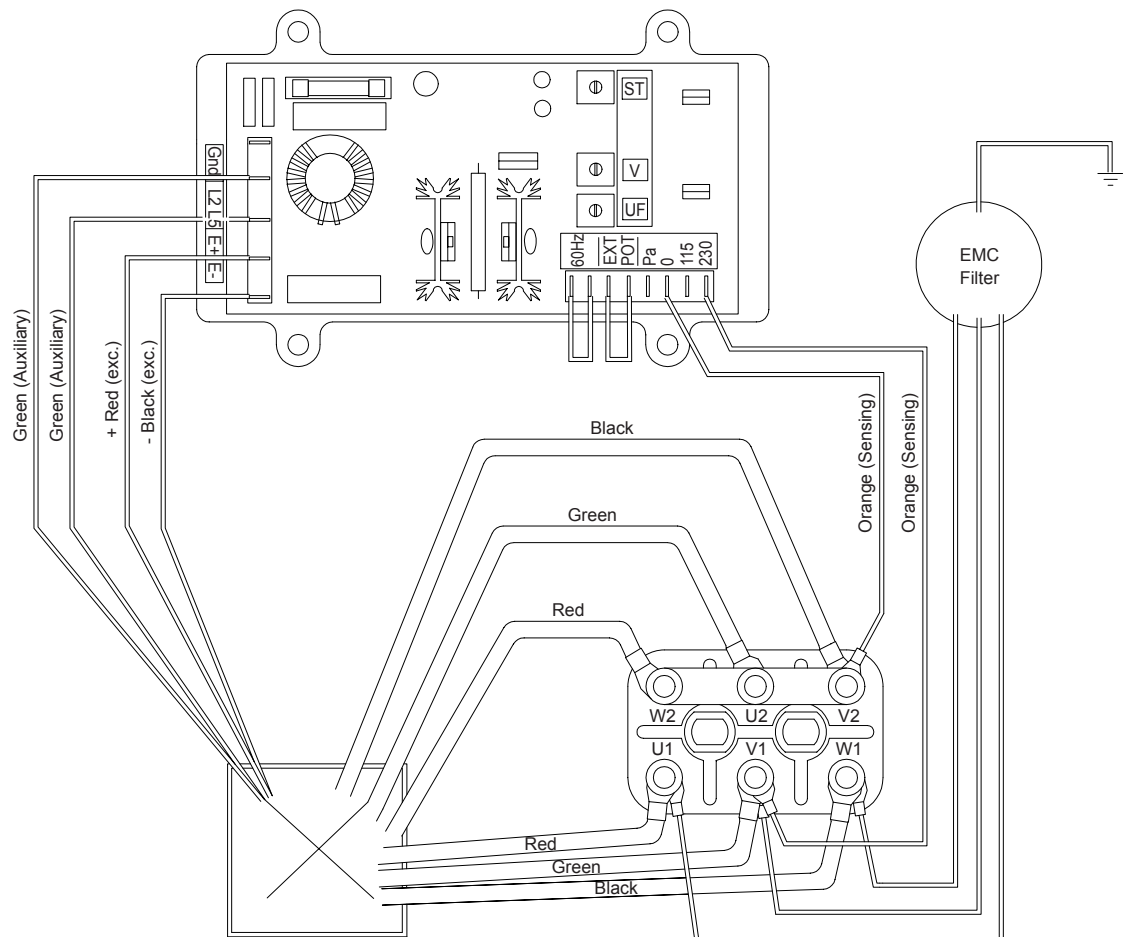 ST
V
UF
Gnd L2 L5 E+ E-
60Hz
EXT
POT
Pa
0
115
230
EMC
Filter
Green (Auxiliary)
Green (Auxiliary)
+ Red (exc.)
- Black (exc.)
Orange (Sensing)
Orange (Sensing)
Black
Green
Red
W2 U2 V2
U1 V1 W1
Red
Green
Black